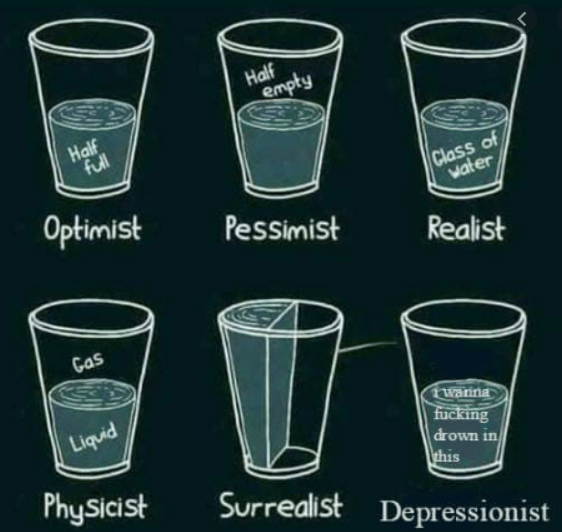 Half
full
Half
empty
Glass of
water
Optimist
Pessimist
Realist
Gas
Liquid
i wanna
fucking
drown in
this
Physicist
Surrealist
Depressionist